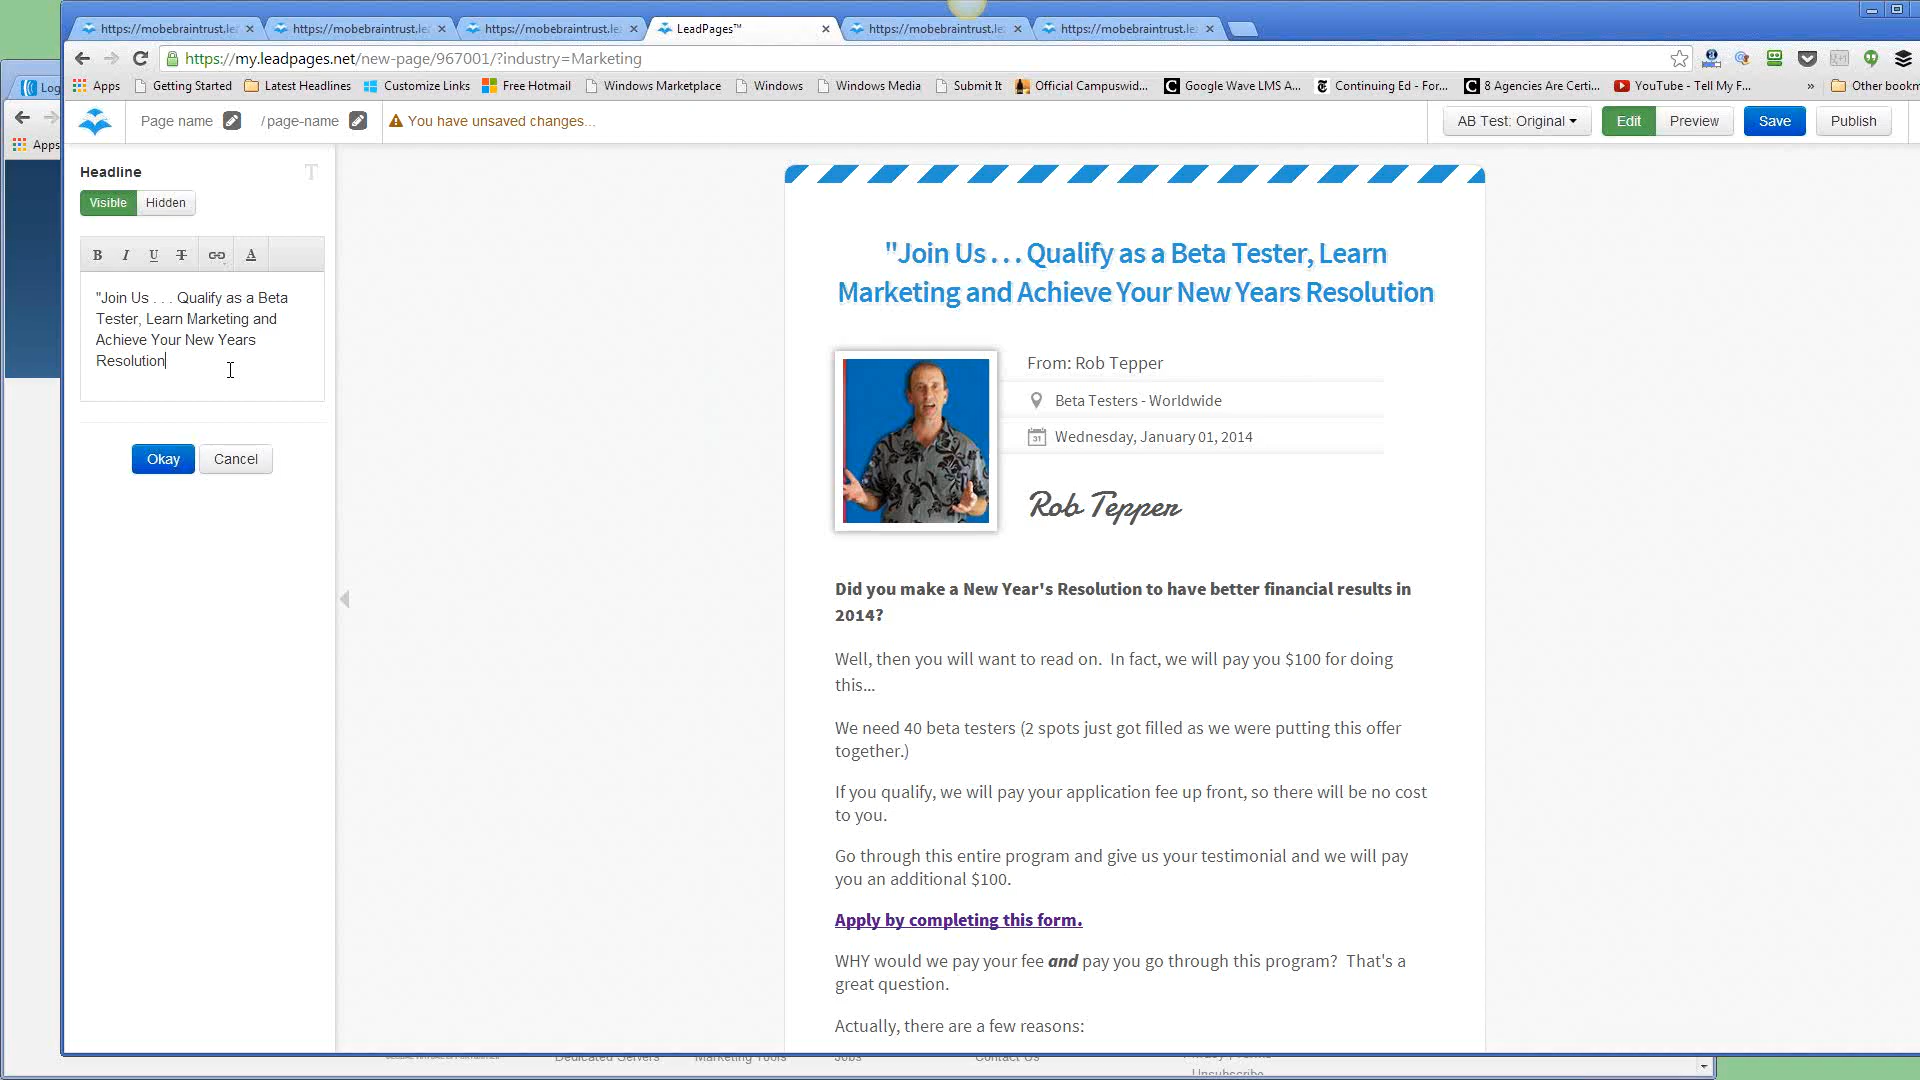 https://mobebraintrust.le
https://mobebraintrust.le
https://mobebraintrust.le
LeadPages™
https://mobebraintrust.le
https://mobebraintrust.le
https://my.leadpages.net/new-page/967001/?industry=Marketing
Apps
Getting Started
Latest Headlines
Customize Links
Free Hotmail
Windows Marketplace
Windows
Windows Media
Submit It
Official Campuswid...
Google Wave LMS A...
Continuing Ed - For...
8 Agencies Are Certi...
YouTube - Tell My F...
»
Other bookm
Log
Apps
Page name
/page-name
You have unsaved changes...
AB Test: Original
Edit
Preview
Save
Publish
Headline
T
Visible
Hidden
B I U T A
"Join Us . . . Qualify as a Beta
Tester, Learn Marketing and
Achieve Your New Years
Resolution
Okay
Cancel
"Join Us . . . Qualify as a Beta Tester, Learn
Marketing and Achieve Your New Years Resolution
From: Rob Tepper
Beta Testers - Worldwide
31
Wednesday, January 01, 2014
Rob Tepper
Did you make a New Year's Resolution to have better financial results in
2014?
Well, then you will want to read on.  In fact, we will pay you $100 for doing
this...
We need 40 beta testers (2 spots just got filled as we were putting this offer
together.)
If you qualify, we will pay your application fee up front, so there will be no cost
to you.
Go through this entire program and give us your testimonial and we will pay
you an additional $100.
Apply by completing this form.
WHY would we pay your fee and pay you go through this program?  That's a
great question.
Actually, there are a few reasons:
Dedicated Servers
Marketing Tools
Jobs
Contact Us
Unsubscribe